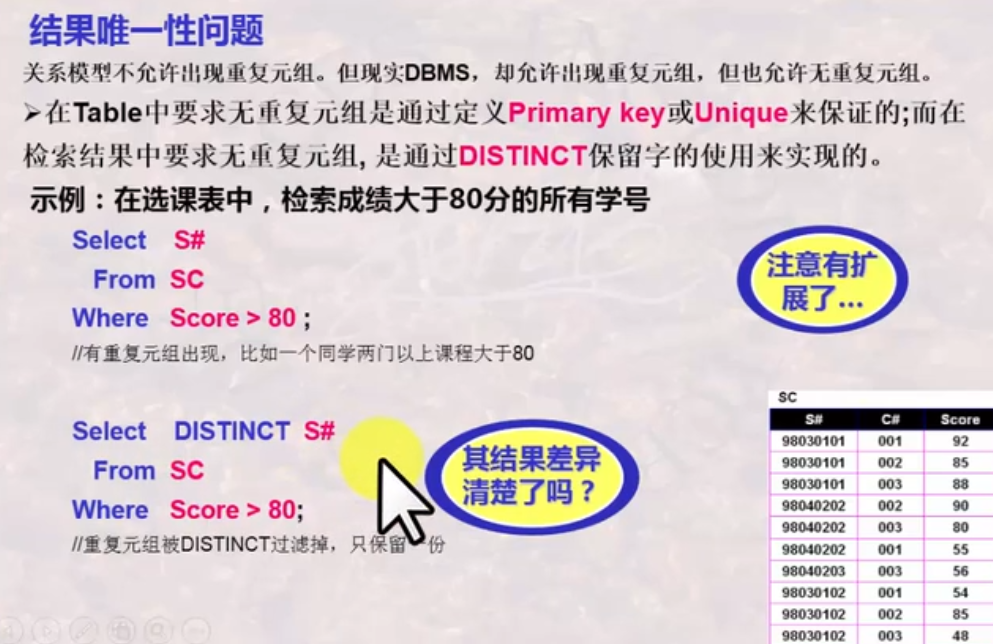 结果唯一性问题
关系模型不允许出现重复元组。但现实DBMS，却允许出现重复元组，但也允许无重复元组。
➢在Table中要求无重复元组是通过定义Primary key或Unique来保证的;而在
检索结果中要求无重复元组, 是通过DISTINCT保留字的使用来实现的。
示例：在选课表中，检索成绩大于80分的所有学号
Select S#
From SC
Where Score > 80 ;
//有重复元组出现，比如一个同学两门以上课程大于80
注意有扩
展了...
Select DISTINCT S#
From SC
Where Score > 80;
//重复元组被DISTINCT过滤掉，只保留 份
其结果差异
清楚了吗？
SC
S# C# Score
98030101 001 92
98030101 002 85
98030101 003 88
98040202 002 90
98040202 003 80
98040202 001 55
98040203 003 56
98030102 001 54
98030102 002 85
98030102 003 48